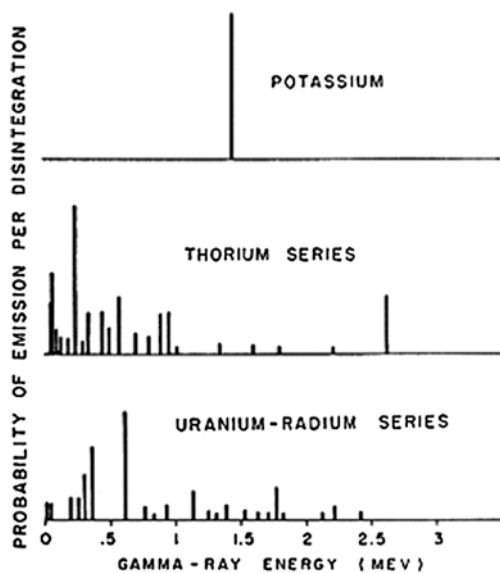 PROBABILITY OF EMISSION PER DISINTEGRATION
POTASSIUM
THORIUM SERIES
URANIUM-RADIUM SERIES
0 .5 1 1.5 2 2.5 3
GAMMA-RAY ENERGY (MEV)